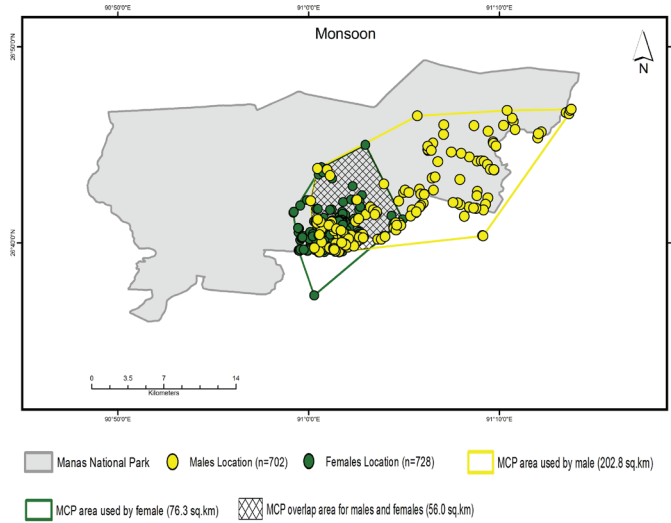 90°50'0"E 91°0'0"E 91°10'0"E
Monsoon
26°50'0"N
N
26°40'0"N
0 3.5 7 14
Kilometers
90°50'0"E 91°0'0"E 91°10'0"E
Manas National Park Males Location (n=702) Females Location (n=728) MCP area used by male (202.8 sq.km)
MCP area used by female (76.3 sq.km) MCP overlap area for males and females (56.0 sq.km)